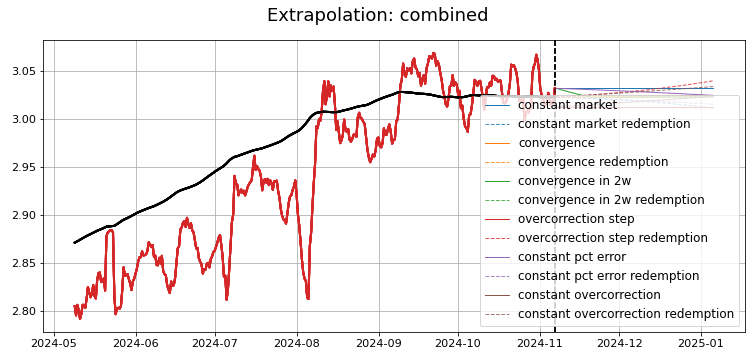 Extrapolation: combined
3.05
3.00
2.95
2.90
2.85
2.80
constant market
constant market redemption
convergence
convergence redemption
convergence in 2w
convergence in 2w redemption
overcorrection step
overcorrection step redemption
constant pct error
constant pct error redemption
constant overcorrection
constant overcorrection redemption
2024-05 2024-06 2024-07 2024-08 2024-09 2024-10 2024-11 2024-12 2025-01